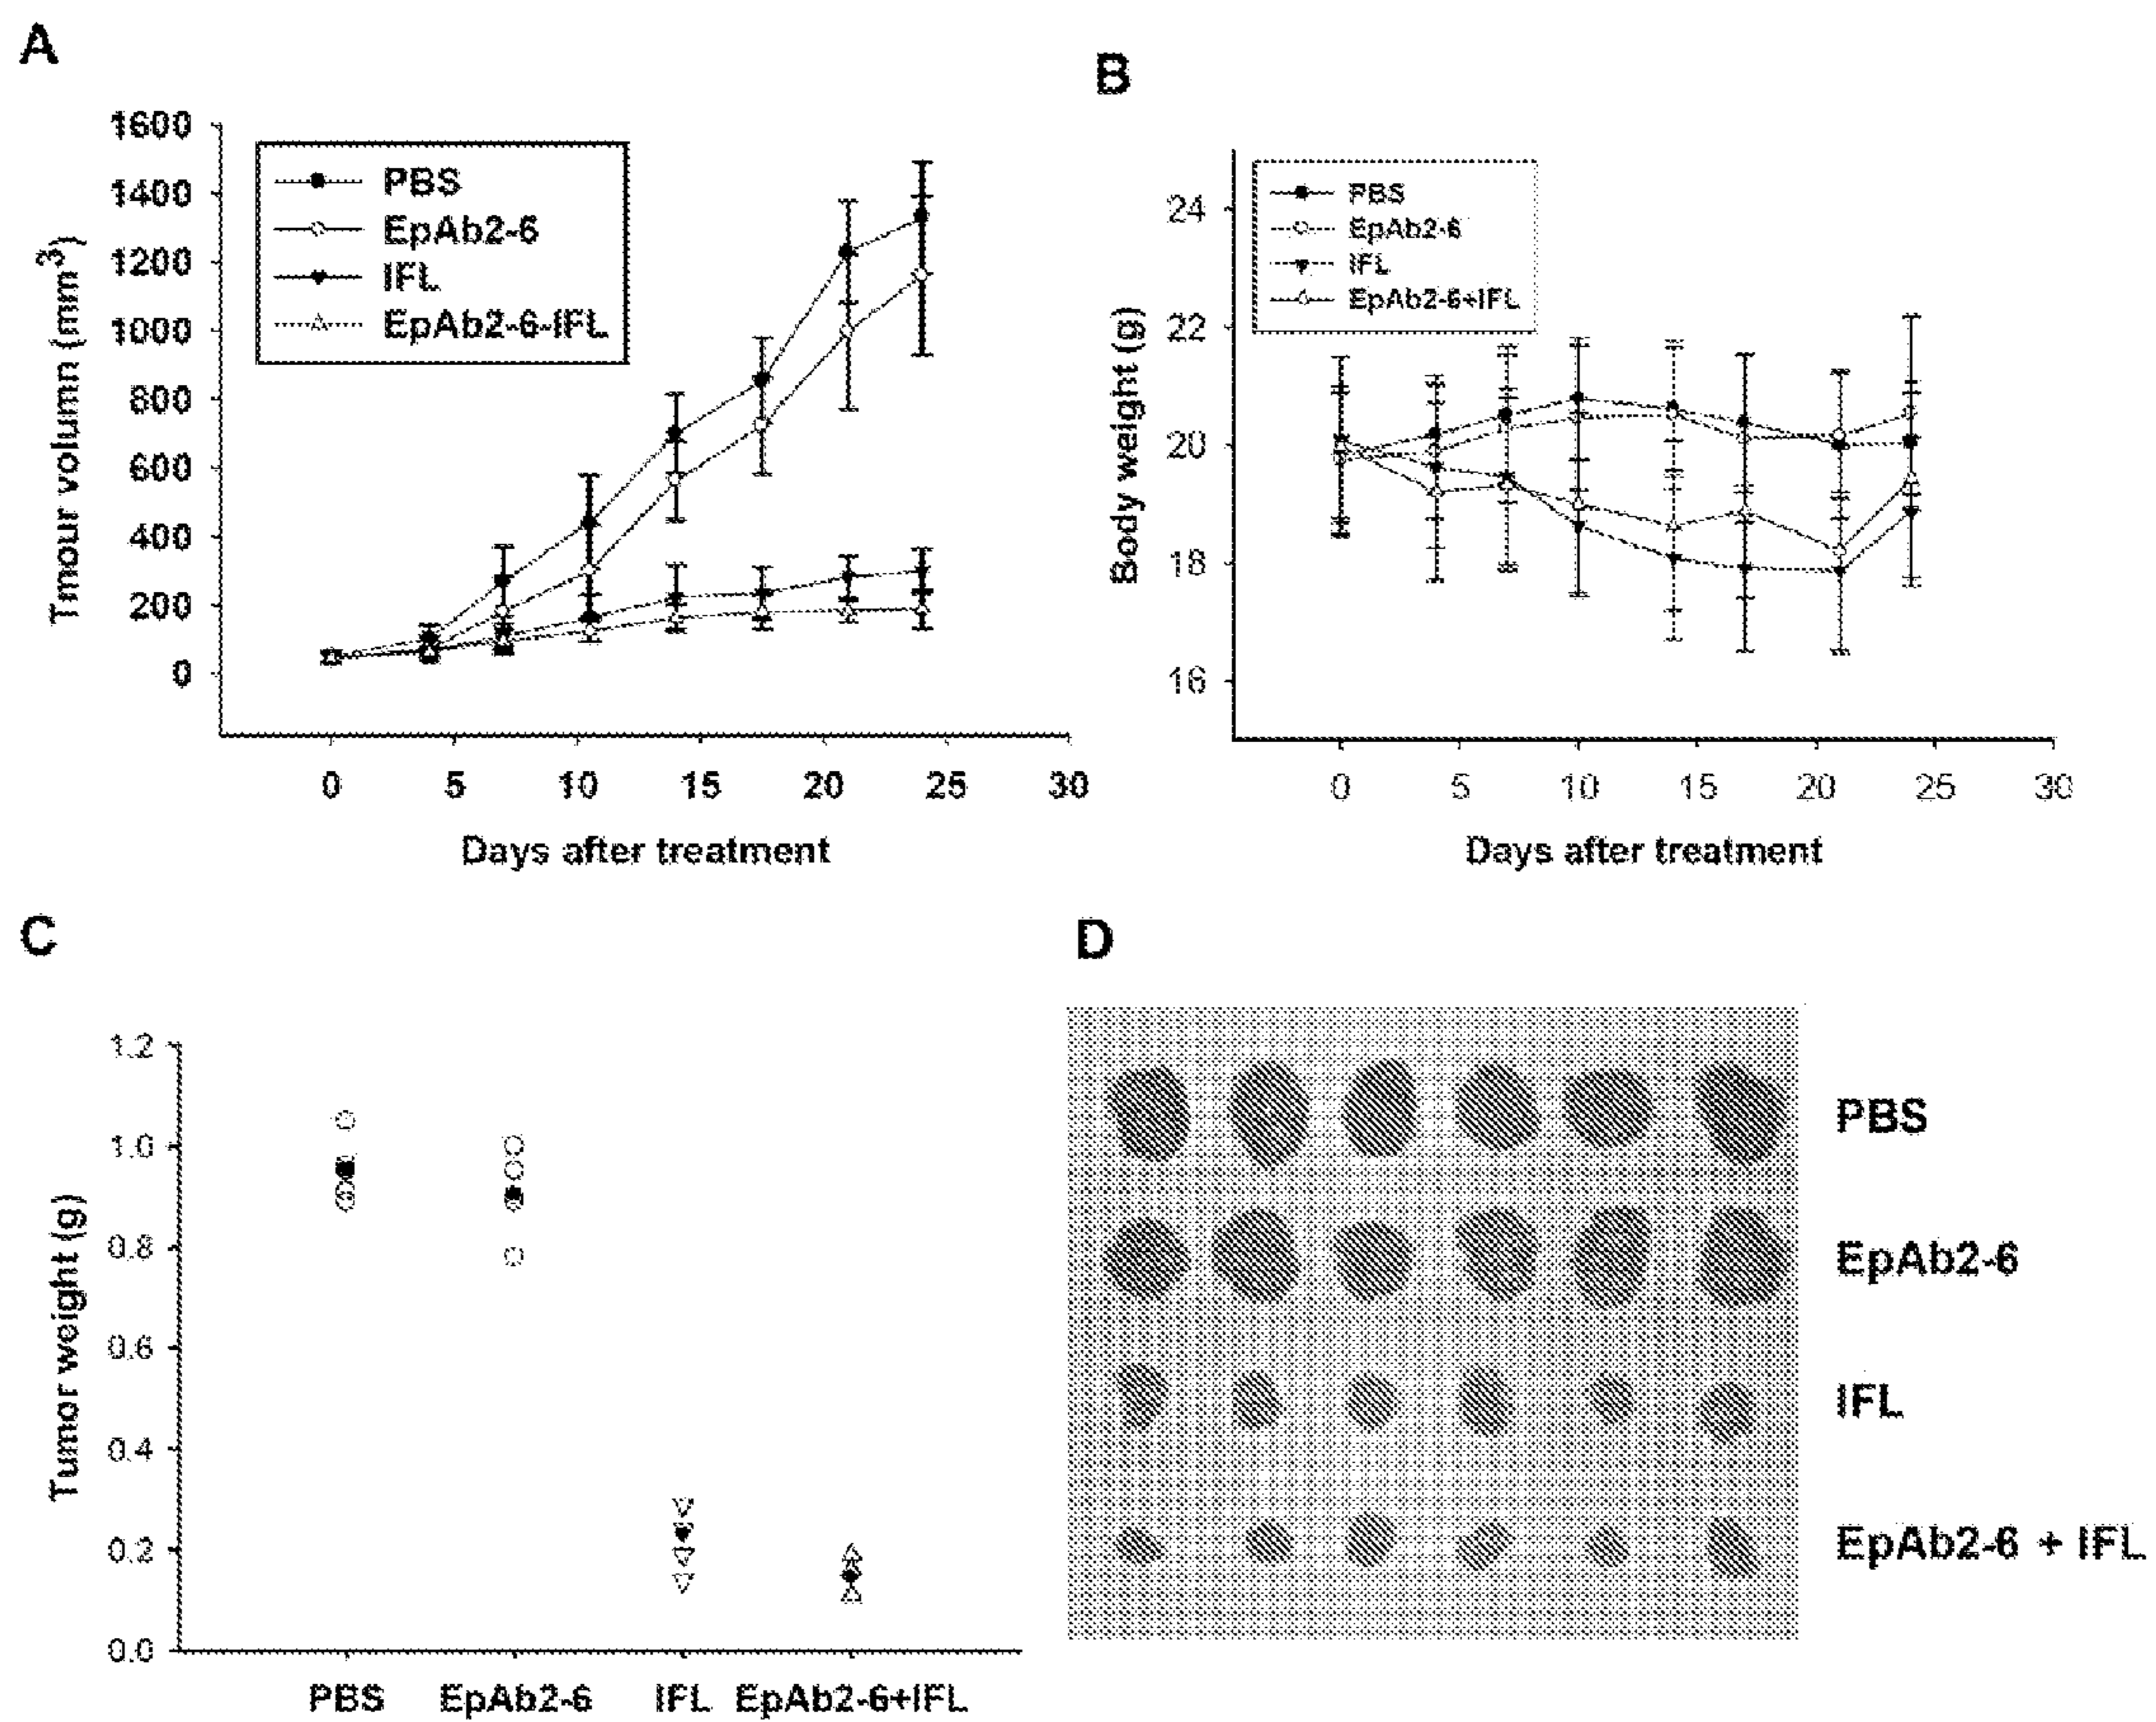 A
1600
1400
1200
1000
800
600
400
200
0
Tmour volumn (mm3)
PBS
EpAb2-6
IFL
EpAb2-6-IFL
0 5 10 15 20 25 30
Days after treatment
B
24
22
20
18
16
Body weight (g)
PBS
EpAb2-6
IFL
EpAb2-6+IFL
0 5 10 15 20 25 30
Days after treatment
C
1.2
1.0
0.8
0.6
0.4
0.2
0.0
Tumor weight (g)
PBS EpAb2-6 IFL EpAb2-6+IFL
D
PBS
EpAb2-6
IFL
EpAb2-6 + IFL